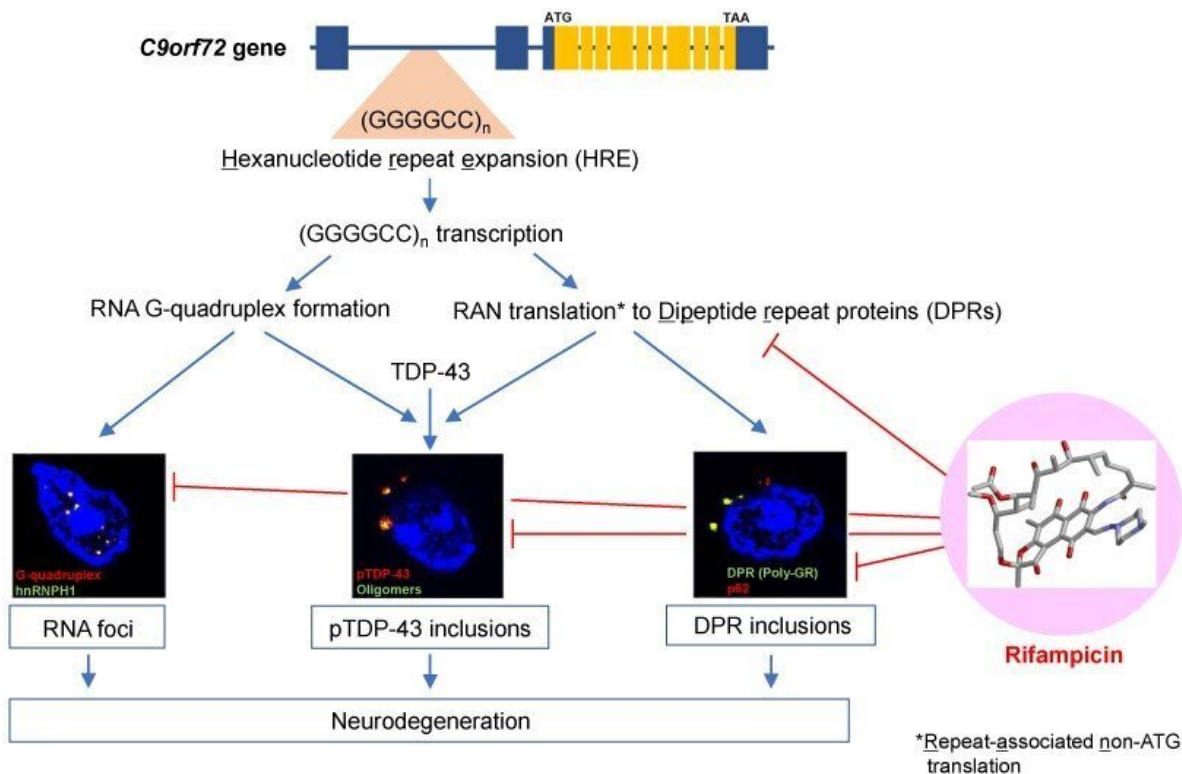 ATG
TAA
C9orf72 gene
(GGGGCC)n
Hexanucleotide repeat expansion (HRE)
(GGGGCC)n transcription
RNA G-quadruplex formation
RAN translation* to Dipeptide repeat proteins (DPRs)
TDP-43
G-quadruplex
hnRNPH1
pTDP-43
Oligomers
DPR (Poly-GR)
p62
RNA foci
pTDP-43 inclusions
DPR inclusions
Rifampicin
Neurodegeneration
*Repeat-associated non-ATG
translation